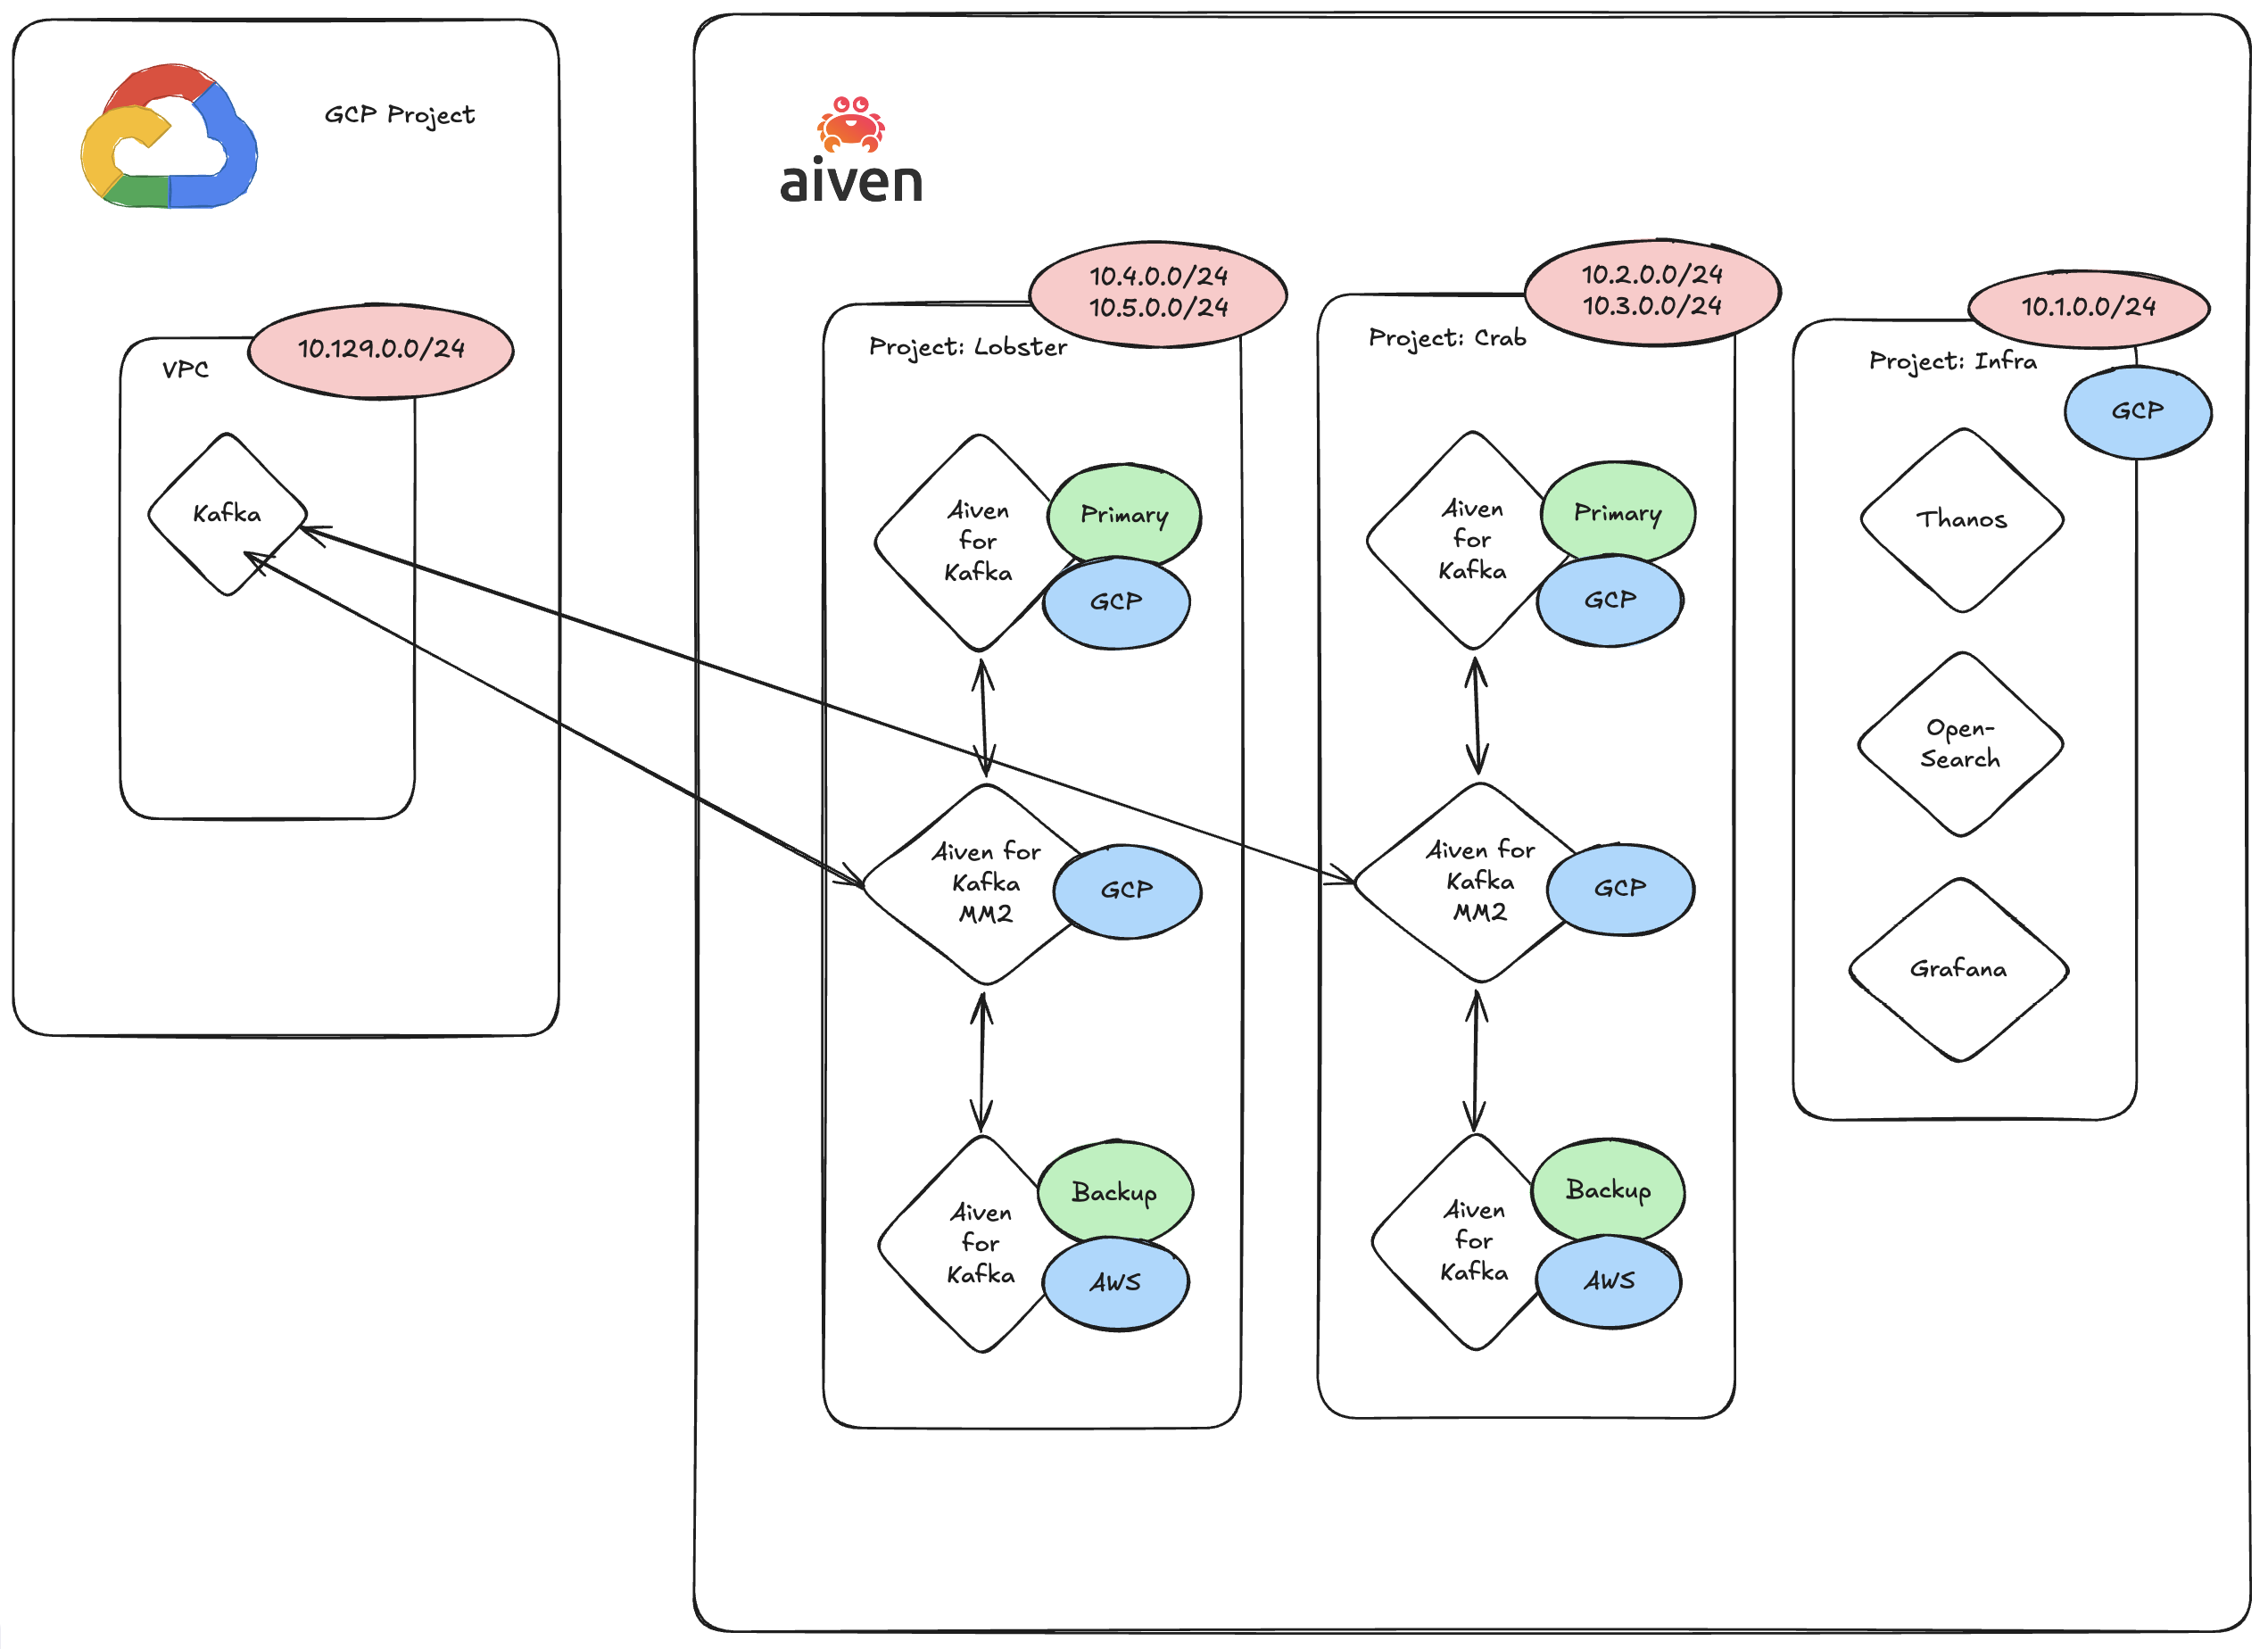 GCP Project
10.129.0.0/24
VPC
Kafka
aiven
10.4.0.0/24
10.5.0.0/24
Project: Lobster
Aiven
for
Kafka
Primary
GCP
Aiven for
Kafka
MM2
GCP
Aiven
for
Kafka
Backup
AWS
10.2.0.0/24
10.3.0.0/24
Project: Crab
Aiven
for
Kafka
Primary
GCP
Aiven for
Kafka
MM2
GCP
Aiven
for
Kafka
Backup
AWS
10.1.0.0/24
Project: Infra
GCP
Thanos
Open-
Search
Grafana